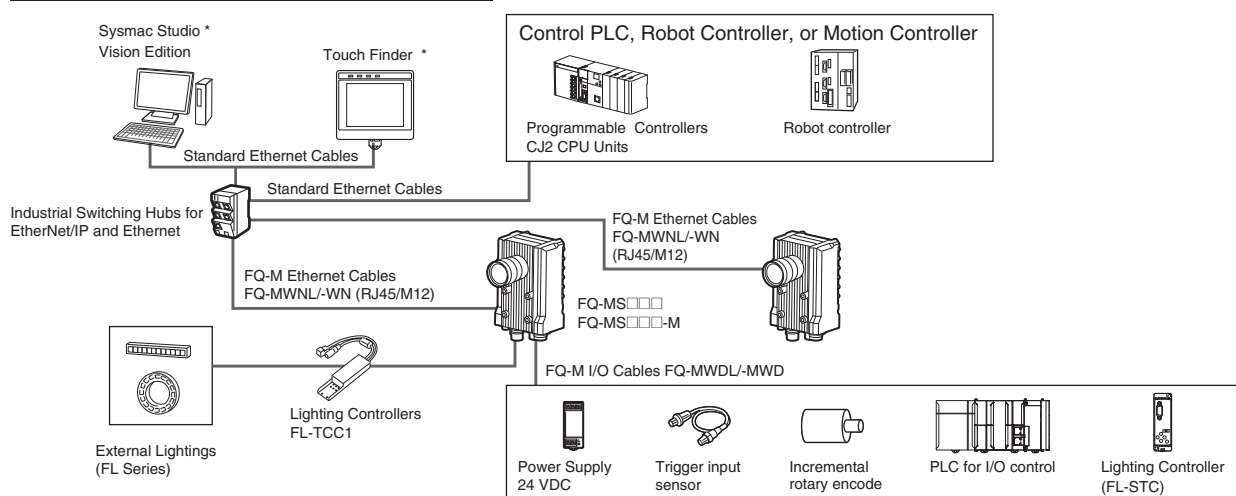 Sysmac Studio *
Vision Edition
Touch Finder *
Control PLC, Robot Controller, or Motion Controller
Programmable Controllers
CJ2 CPU Units
Robot controller
Standard Ethernet Cables
Standard Ethernet Cables
Industrial Switching Hubs for
EtherNet/IP and Ethernet
FQ-M Ethernet Cables
FQ-MWNL/-WN
(RJ45/M12)
FQ-M Ethernet Cables
FQ-MWNL/-WN (RJ45/M12)
FQ-MS□□□
FQ-MS□□□-M
FQ-M I/O Cables FQ-MWDL/-MWD
Lighting Controllers
FL-TCC1
External Lightings
(FL Series)
Power Supply
24 VDC
Trigger input
sensor
Incremental
rotary encode
PLC for I/O control
Lighting Controller
(FL-STC)